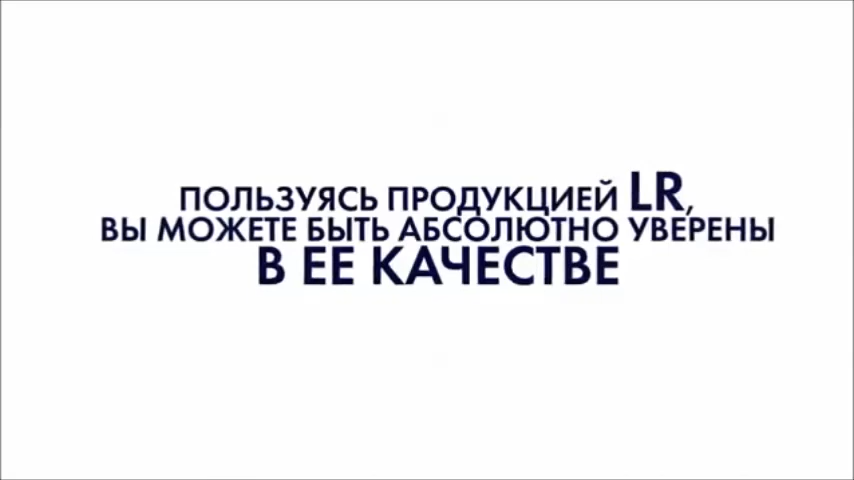 ПОЛЬЗУЯСЬ ПРОДУКЦИЕЙ LR,
ВЫ МОЖЕТЕ БЫТЬ АБСОЛЮТНО УВЕРЕНЫ
В ЕЕ КАЧЕСТВЕ